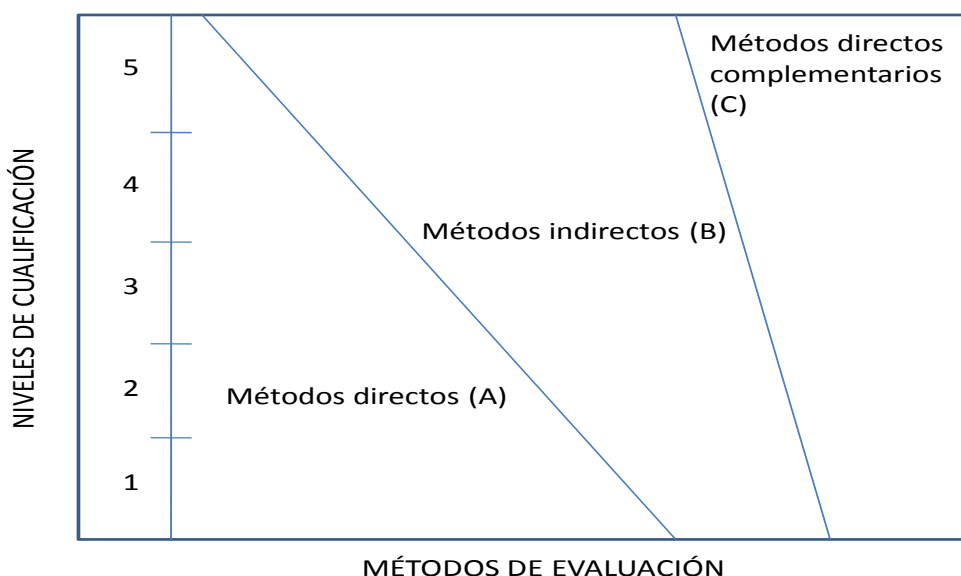 NIVELES DE CUALIFICACIÓN
5
4
3
2
1
Métodos directos
complementarios
(C)
Métodos indirectos (B)
Métodos directos (A)
MÉTODOS DE EVALUACIÓN